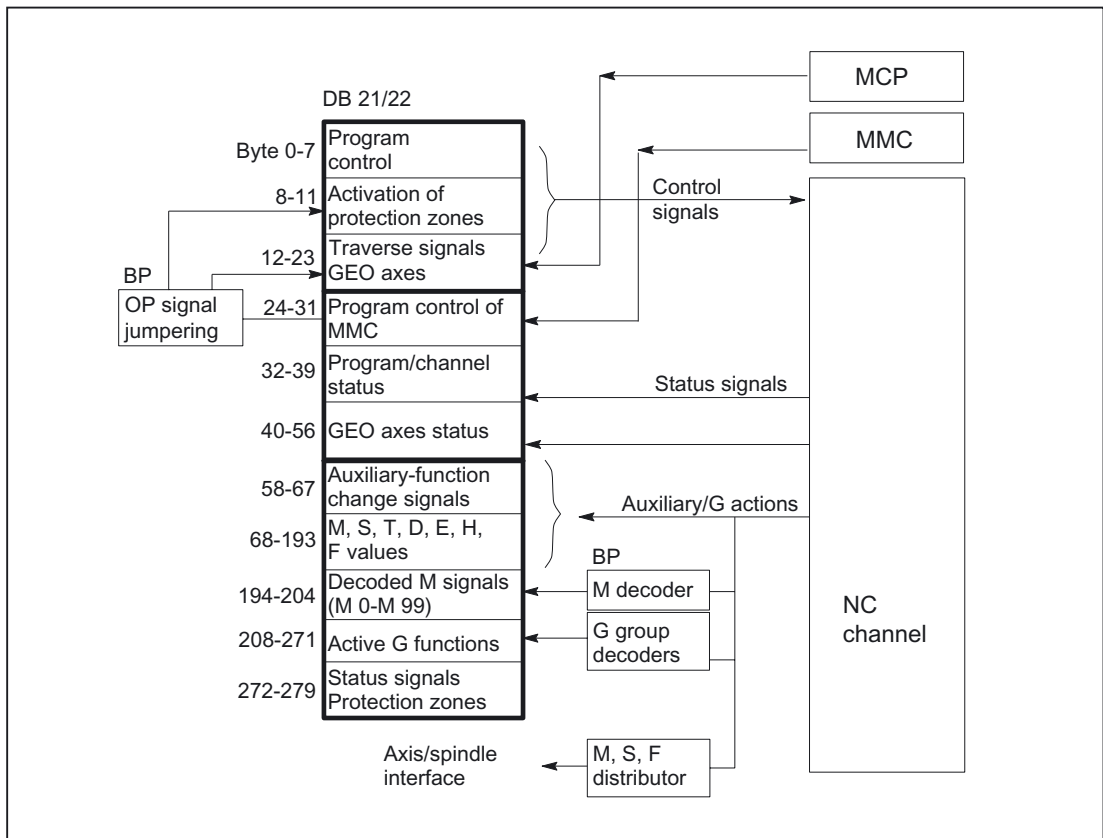 MCP
DB 21/22
MMC
Byte 0-7
Program
control
Control
signals
8-11
Activation of
protection zones
12-23
Traverse signals
GEO axes
BP
OP signal
jumpering
24-31
Program control of
MMC
32-39
Program/channel
status
Status signals
40-56
GEO axes status
58-67
Auxiliary-function
change signals
Auxiliary/G actions
68-193
M, S, T, D, E, H,
F values
BP
194-204
Decoded M signals
(M 0-M 99)
M decoder
NC
channel
208-271
Active G functions
G group
decoders
272-279
Status signals
Protection zones
Axis/spindle
interface
M, S, F
distributor